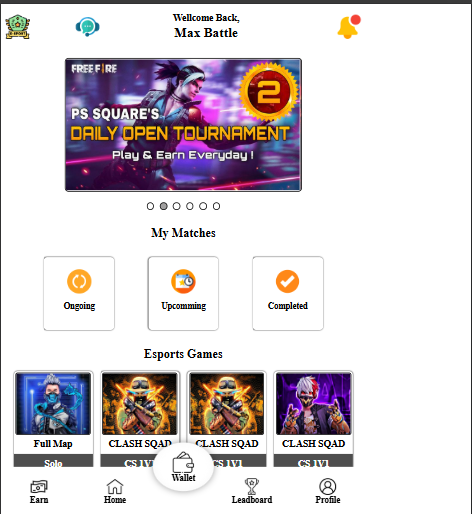 Wellcome Back,
Max Battle
FREE FIRE
2
PS SQUARE'S
DAILY OPEN TOURNAMENT
Play & Earn Everyday !
My Matches
Ongoing
Upcomming
Completed
Esports Games
Full Map
CLASH SQAD
CLASH SQAD
CLASH SQAD
Solo
CS 1V1
CS 1V1
CS 1V1
Earn
Home
Wallet
Leadboard
Profile